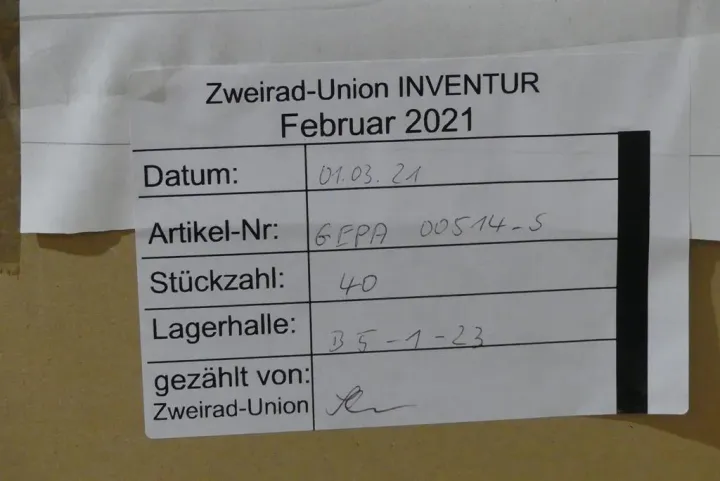 Zweirad-Union INVENTUR
Februar 2021
Datum: 01.03.21
Artikel-Nr: GEPA 00514-S
Stückzahl: 40
Lagerhalle: B5-1-23
gezählt von:
Zweirad-Union